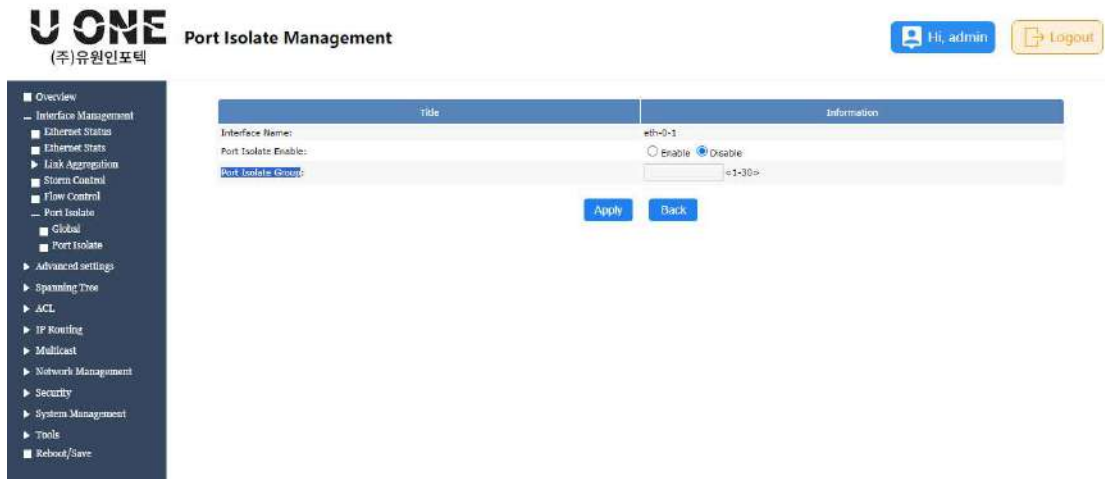 U ONE
(주)유원인포텍
Port Isolate Management
Hi, admin
Logout
Overview
Interface Management
Ethernet Status
Ethernet Stats
Link Aggregation
Storm Control
Flow Control
Port Isolate
Global
Port Isolate
Advanced settings
Spanning Tree
ACL
IP Routing
Multicast
Network Management
Security
System Management
Tools
Reboot/Save
Title Information
Interface Name: eth-0-1
Port Isolate Enable: Enable Disable
Port Isolate Group: <1-30>
Apply Back